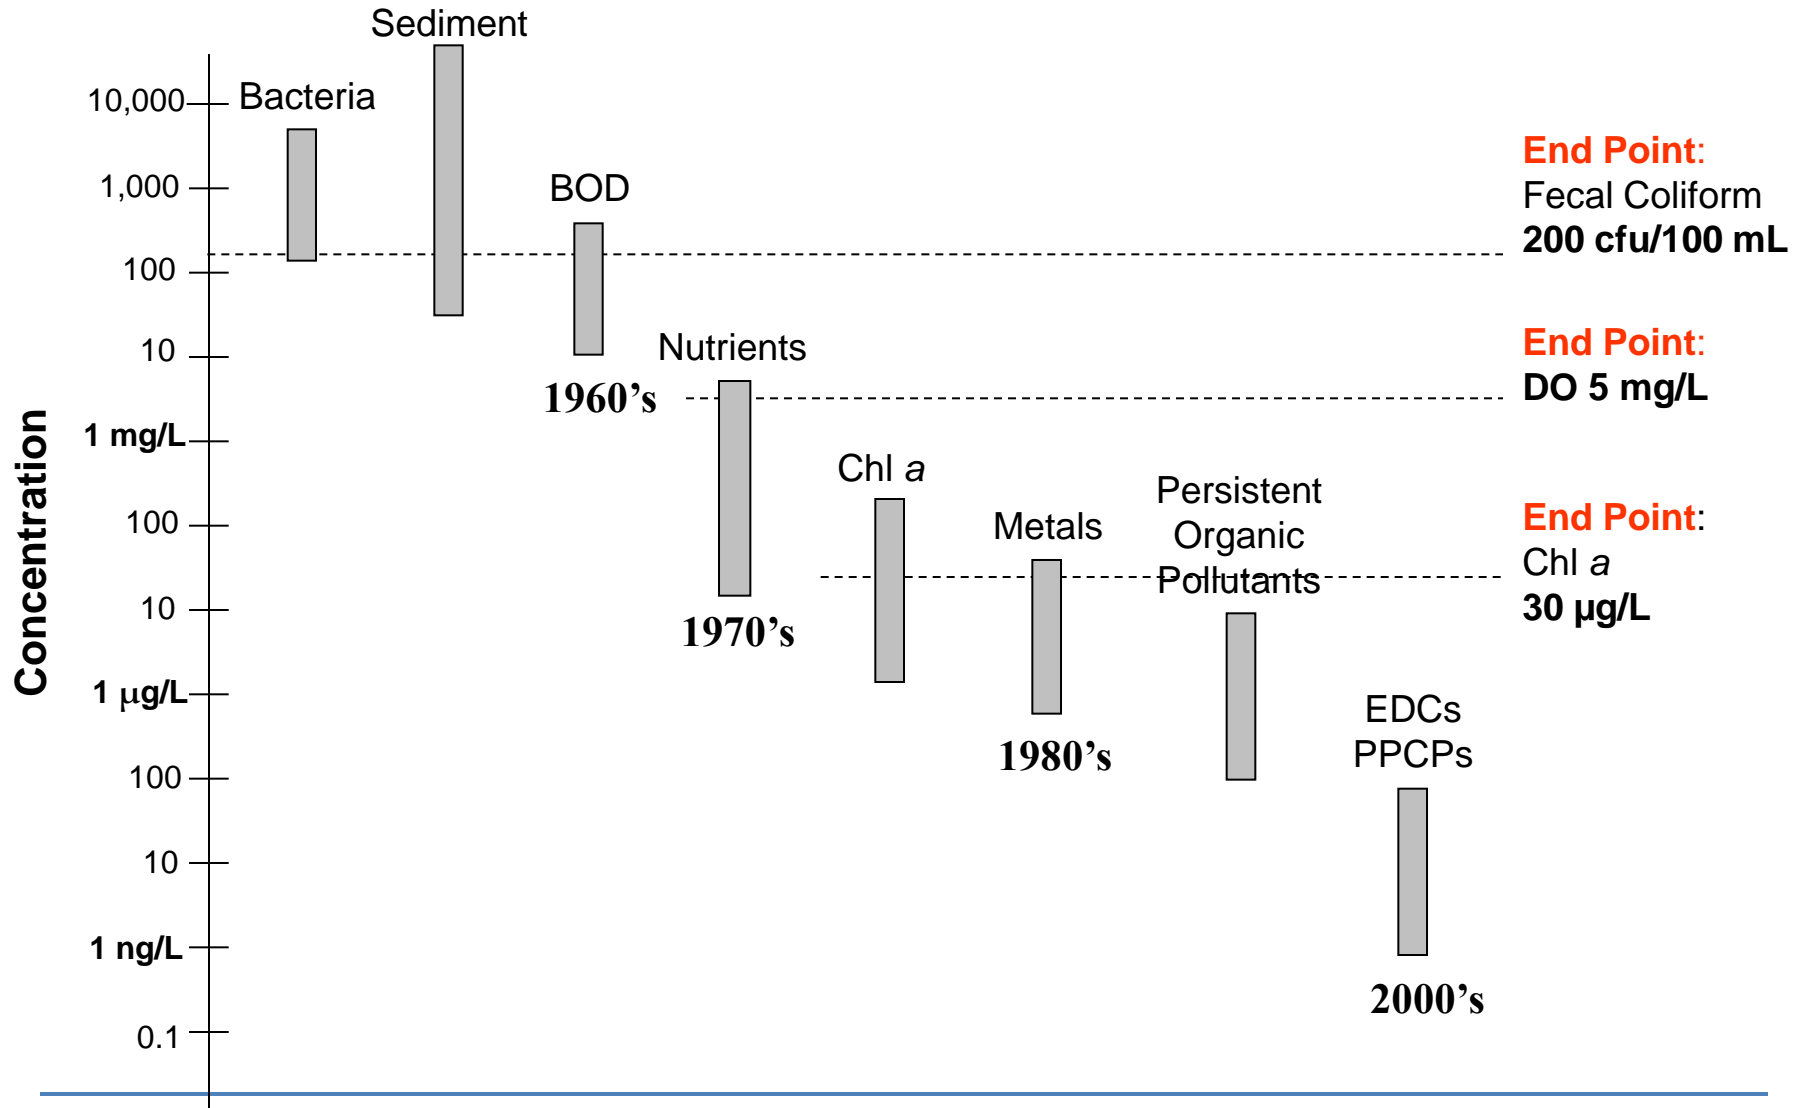 Sediment
10,000
Bacteria
1,000
BOD
100
10
Nutrients
1960’s
1 mg/L
Chl a
100
Metals
Persistent
Organic
Pollutants
10
1970’s
1 µg/L
1980’s
EDCs
PPCPs
100
10
1 ng/L
2000’s
0.1
Concentration
End Point:
Fecal Coliform
200 cfu/100 mL
End Point:
DO 5 mg/L
End Point:
Chl a
30 µg/L